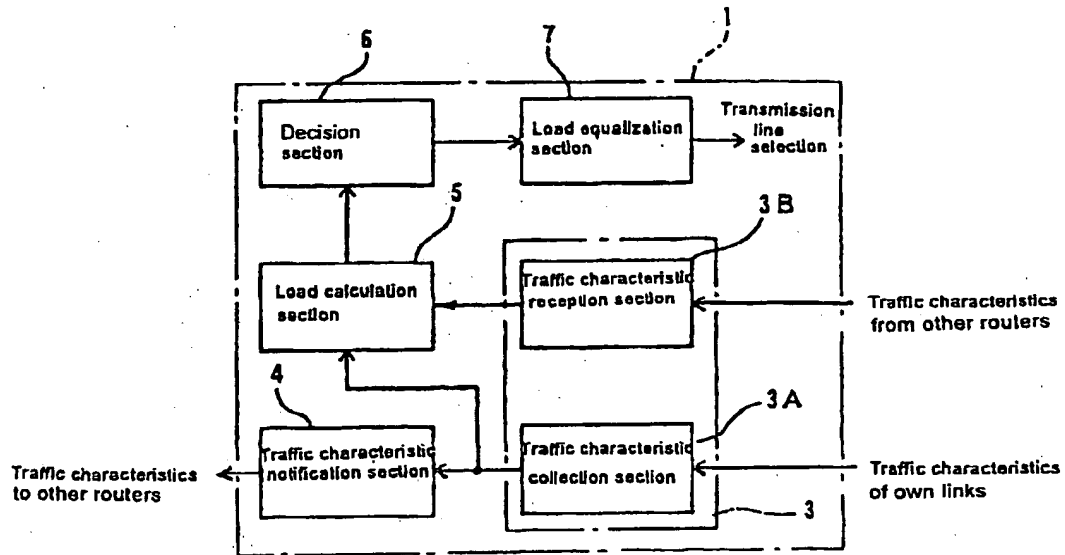 1
6
7
Decision
section
Load equalization
section
Transmission
line
selection
5
3B
Load calculation
section
Traffic characteristic
reception section
Traffic characteristics
from other routers
4
3A
Traffic characteristic
notification section
Traffic characteristic
collection section
Traffic characteristics
to other routers
Traffic characteristics
of own links
3